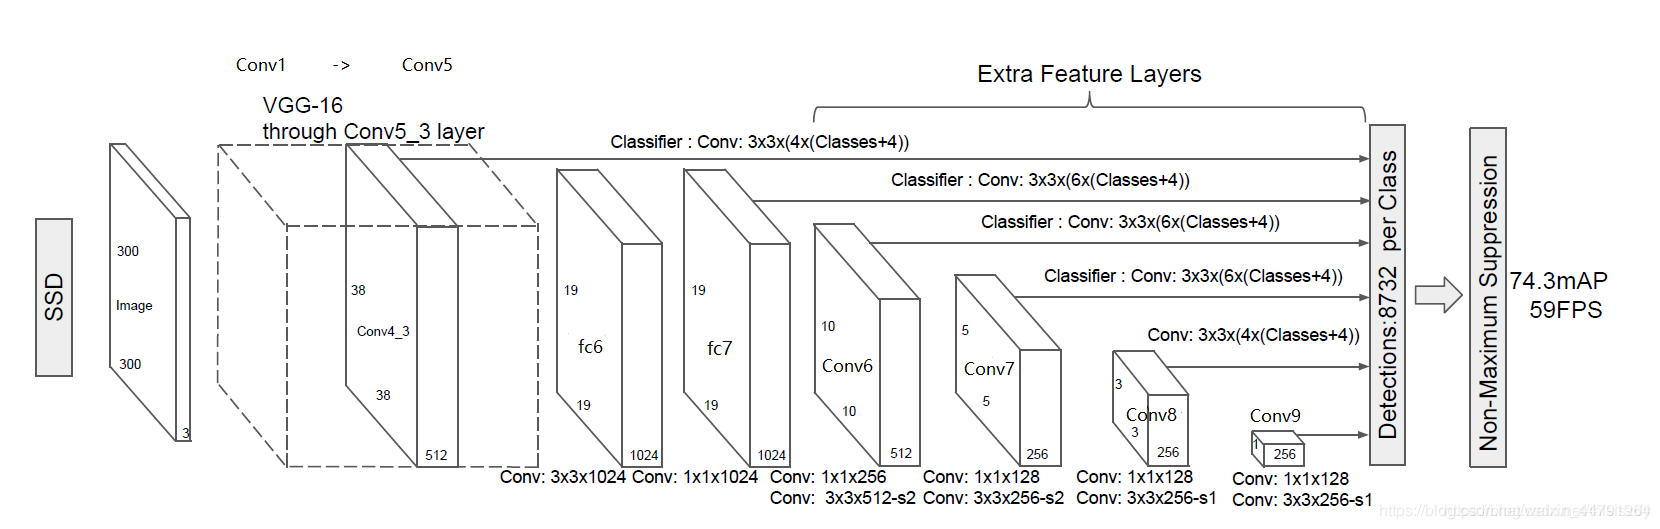 Conv1 -> Conv5
VGG-16
through Conv5_3 layer
Extra Feature Layers
Classifier : Conv: 3x3x(4x(Classes+4))
Classifier : Conv: 3x3x(6x(Classes+4))
Classifier : Conv: 3x3x(6x(Classes+4))
Classifier : Conv: 3x3x(6x(Classes+4))
Conv: 3x3x(4x(Classes+4))
SSD
300
Image
300
3
38
Conv4_3
38
512
19
fc6
19
1024
19
fc7
19
1024
10
Conv6
10
512
5
Conv7
5
256
3
Conv8
3
256
Conv9
1
256
Conv: 3x3x1024
Conv: 1x1x1024
Conv: 1x1x256
Conv: 3x3x512-s2
Conv: 1x1x128
Conv: 3x3x256-s2
Conv: 1x1x128
Conv: 3x3x256-s1
Conv: 1x1x128
Conv: 3x3x256-s1
Detections:8732 per Class
Non-Maximum Suppression
74.3mAP
59FPS